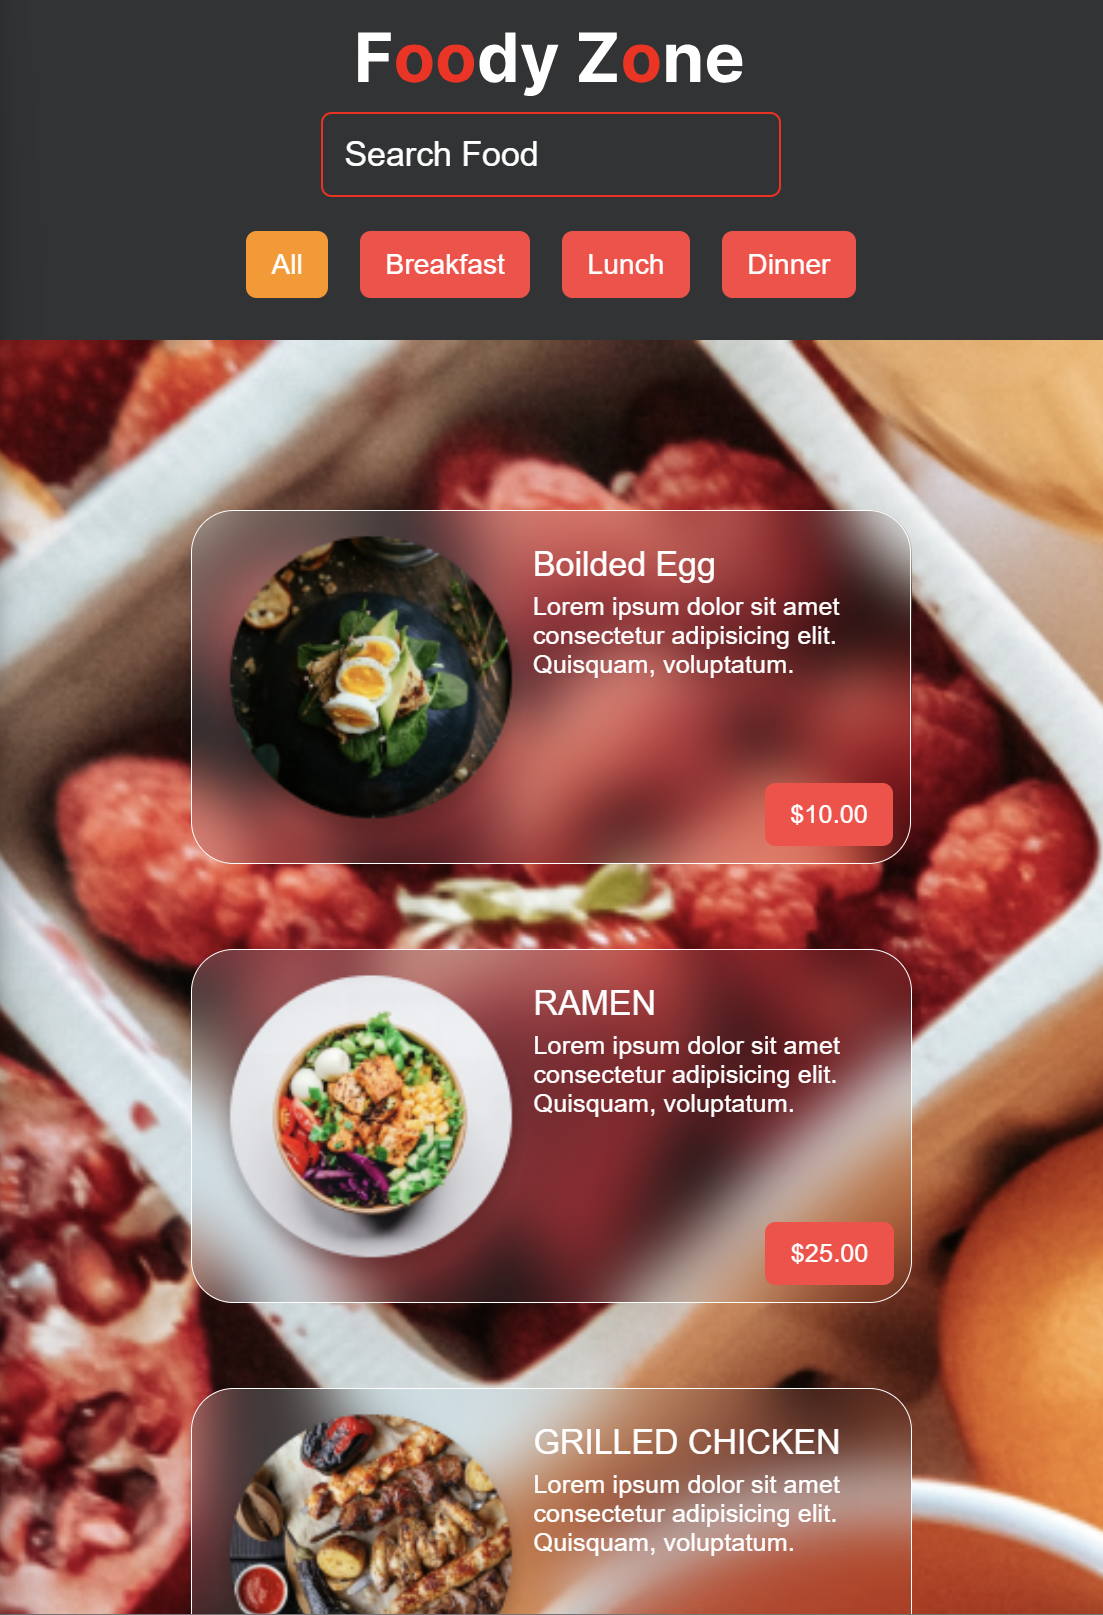 Foody Zone
Search Food
All Breakfast Lunch Dinner
Boilded Egg
Lorem ipsum dolor sit amet
consectetur adipisicing elit.
Quisquam, voluptatum.
$10.00
RAMEN
Lorem ipsum dolor sit amet
consectetur adipisicing elit.
Quisquam, voluptatum.
$25.00
GRILLED CHICKEN
Lorem ipsum dolor sit amet
consectetur adipisicing elit.
Quisquam, voluptatum.